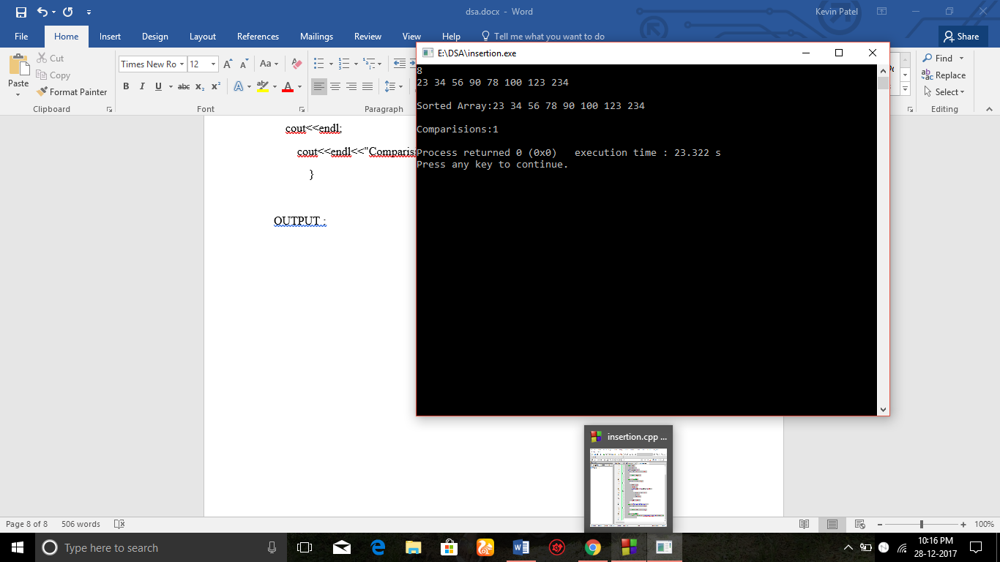 dsa.docx - Word
Kevin Patel
File Home Insert Design Layout References Mailings Review View Help Tell me what you want to do Share
Paste
Cut
Copy
Format Painter
Clipboard
Times New Ro 12 Aa
B I U abc x₂ x² A ab A
Font
Paragraph
Find
Replace
Select
Editing
cout<<endl;
cout<<endl<<"Comparis
}
OUTPUT :
E:\DSA\insertion.exe
8
23 34 56 90 78 100 123 234
Sorted Array:23 34 56 78 90 100 123 234
Comparisions:1
Process returned 0 (0x0) execution time : 23.322 s
Press any key to continue.
insertion.cpp ...
Page 8 of 8 506 words
100%
Type here to search
10:16 PM
28-12-2017